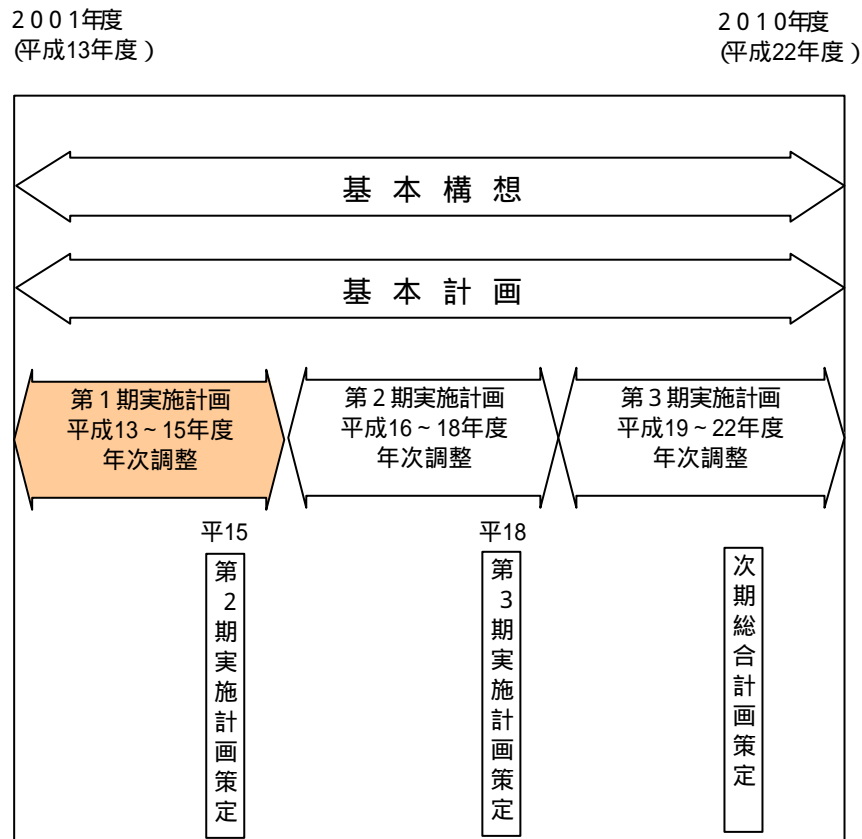 ２００１年度
(平成13年度）
２０１０年度
(平成22年度）
基本構想
基本計画
第１期実施計画
平成13～15年度
年次調整
第２期実施計画
平成16～18年度
年次調整
第３期実施計画
平成19～22年度
年次調整
平15
平18
第２期実施計画策定
第３期実施計画策定
次期総合計画策定